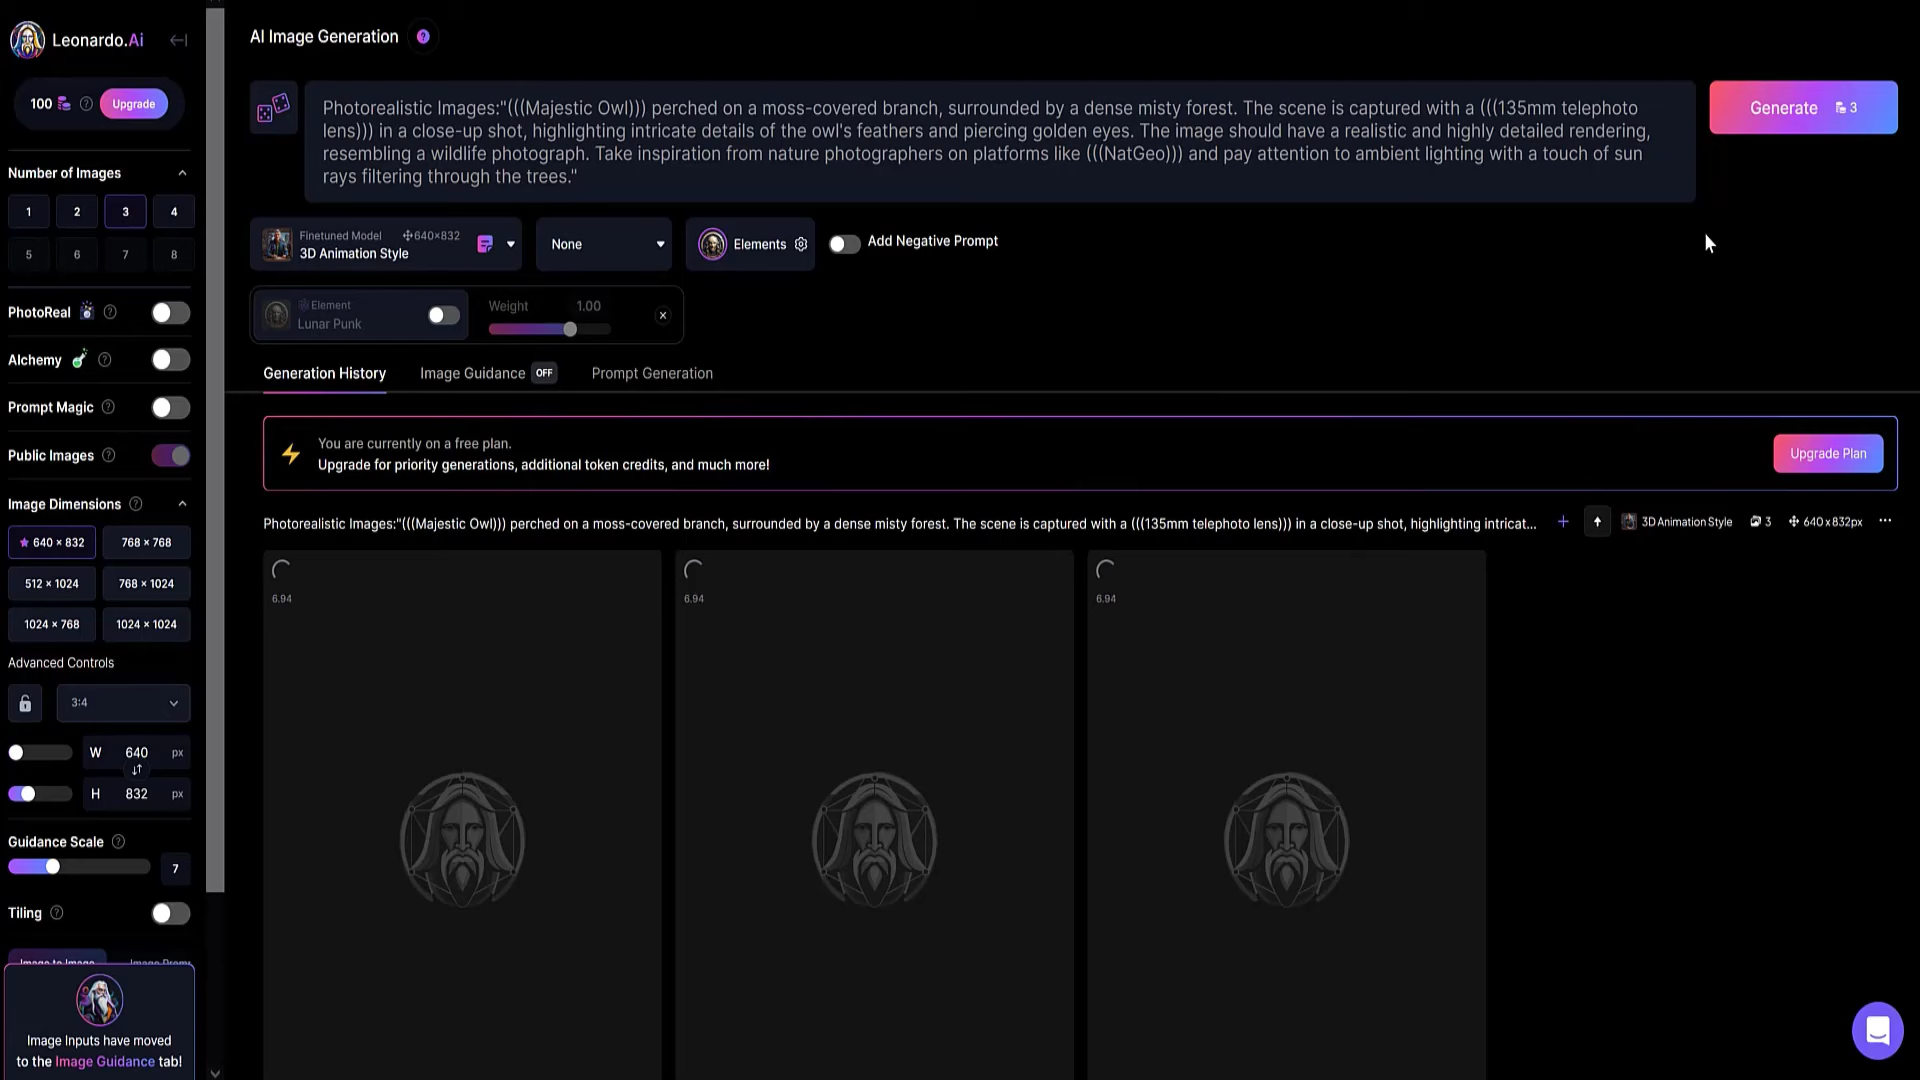 Leonardo.Ai
AI Image Generation
?
100
?
Upgrade
Photorealistic Images:"(((Majestic Owl))) perched on a moss-covered branch, surrounded by a dense misty forest. The scene is captured with a (((135mm telephoto
lens))) in a close-up shot, highlighting intricate details of the owl's feathers and piercing golden eyes. The image should have a realistic and highly detailed rendering,
resembling a wildlife photograph. Take inspiration from nature photographers on platforms like (((NatGeo))) and pay attention to ambient lighting with a touch of sun
rays filtering through the trees."
Generate 3
Number of Images
1 2 3 4
5 6 7 8
Finetuned Model 640×832
3D Animation Style
None
Elements
Add Negative Prompt
Element
Lunar Punk
Weight 1.00
PhotoReal ?
Alchemy ?
Prompt Magic ?
Public Images ?
Generation History
Image Guidance OFF
Prompt Generation
You are currently on a free plan.
Upgrade for priority generations, additional token credits, and much more!
Upgrade Plan
Image Dimensions ?
640 × 832 768 × 768
512 × 1024 768 × 1024
1024 × 768 1024 × 1024
Photorealistic Images:"(((Majestic Owl))) perched on a moss-covered branch, surrounded by a dense misty forest. The scene is captured with a (((135mm telephoto lens))) in a close-up shot, highlighting intricat...
3D Animation Style 3 640 x 832px
6.94 6.94 6.94
Advanced Controls
3:4
W 640 px
H 832 px
Guidance Scale ?
7
Tiling ?
Image to Image
Image Inputs have moved
to the Image Guidance tab!